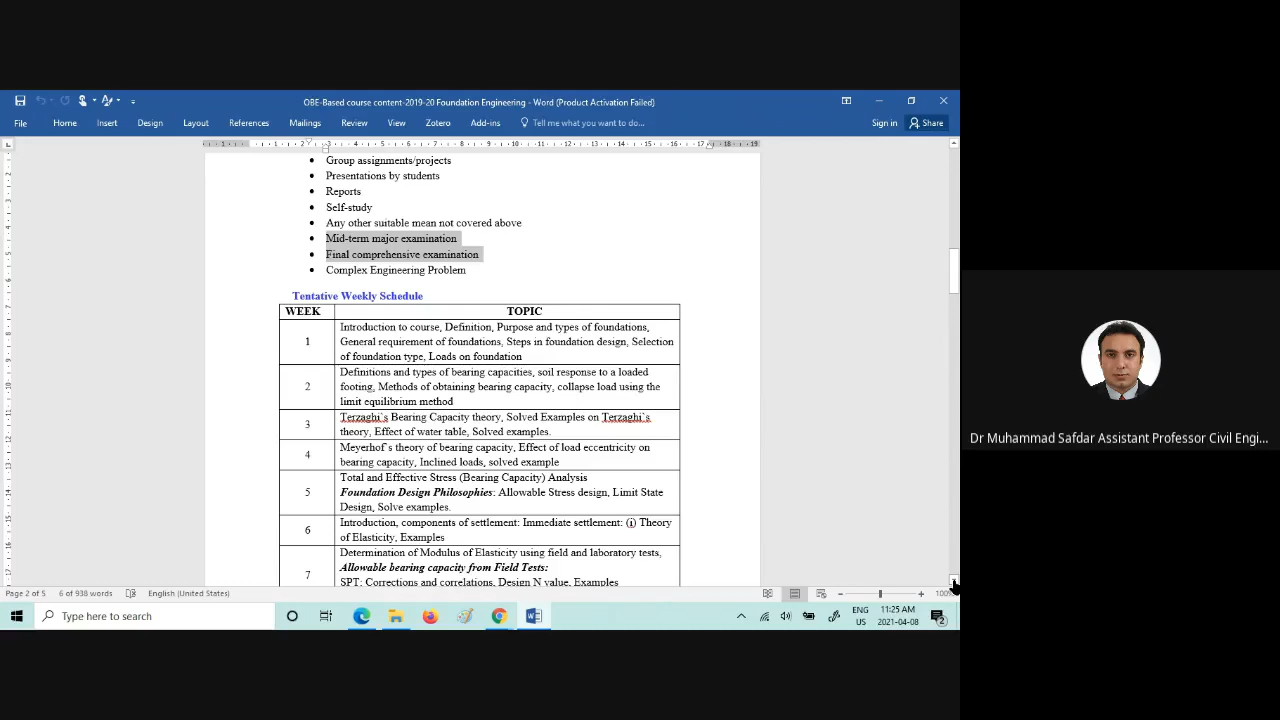 OBE-Based course content-2019-20 Foundation Engineering - Word (Product Activation Failed)
File Home Insert Design Layout References Mailings Review View Zotero Add-ins Tell me what you want to do... Sign in Share
Group assignments/projects
Presentations by students
Reports
Self-study
Any other suitable mean not covered above
Mid-term major examination
Final comprehensive examination
Complex Engineering Problem
Tentative Weekly Schedule
WEEK TOPIC
1
Introduction to course, Definition, Purpose and types of foundations,
General requirement of foundations, Steps in foundation design, Selection
of foundation type, Loads on foundation
2
Definitions and types of bearing capacities, soil response to a loaded
footing, Methods of obtaining bearing capacity, collapse load using the
limit equilibrium method
3
Terzaghi`s Bearing Capacity theory, Solved Examples on Terzaghi`s
theory, Effect of water table, Solved examples.
4
Meyerhof`s theory of bearing capacity, Effect of load eccentricity on
bearing capacity, Inclined loads, solved example
5
Total and Effective Stress (Bearing Capacity) Analysis
Foundation Design Philosophies: Allowable Stress design, Limit State
Design, Solve examples.
6
Introduction, components of settlement: Immediate settlement: (i) Theory
of Elasticity, Examples
7
Determination of Modulus of Elasticity using field and laboratory tests,
Allowable bearing capacity from Field Tests:
SPT: Corrections and correlations, Design N value, Examples
Page 2 of 5 6 of 938 words English (United States) 100%
Type here to search
ENG
US
11:25 AM
2021-04-08
2
Dr Muhammad Safdar Assistant Professor Civil Engi...